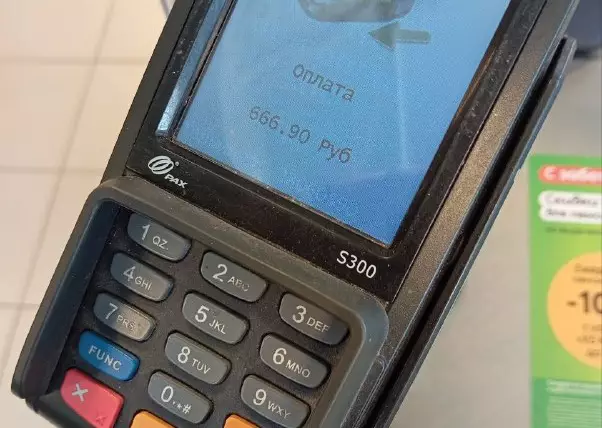 Оплата
666.90 Руб
PAX
S300
1 QZ.
2 ABC
3 DEF
4 GHI
5 JKL
6 MNO
7 PRS
8 TUV
9 WXY
FUNC
0.,*#
-10